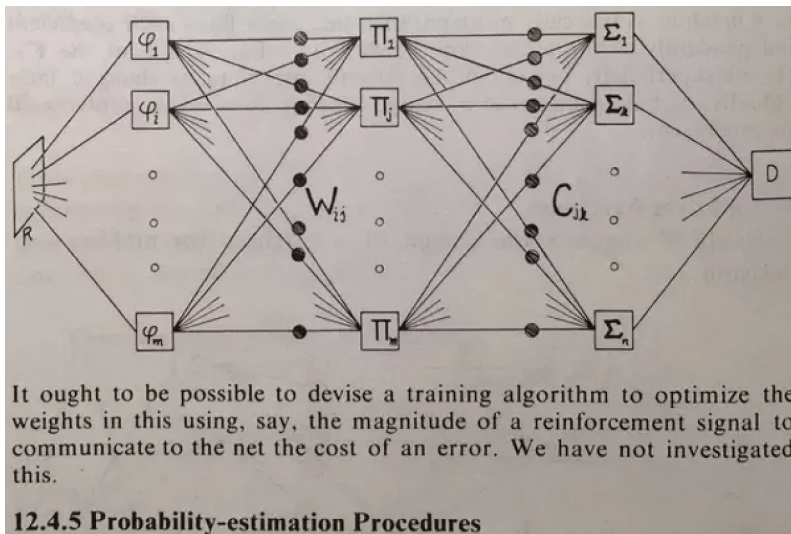 φ1 Π1 Σ1
φi Πj Σk
R Wij Cjk D
φm Σn
It ought to be possible to devise a training algorithm to optimize the
weights in this using, say, the magnitude of a reinforcement signal to
communicate to the net the cost of an error. We have not investigated
this.
12.4.5 Probability-estimation Procedures